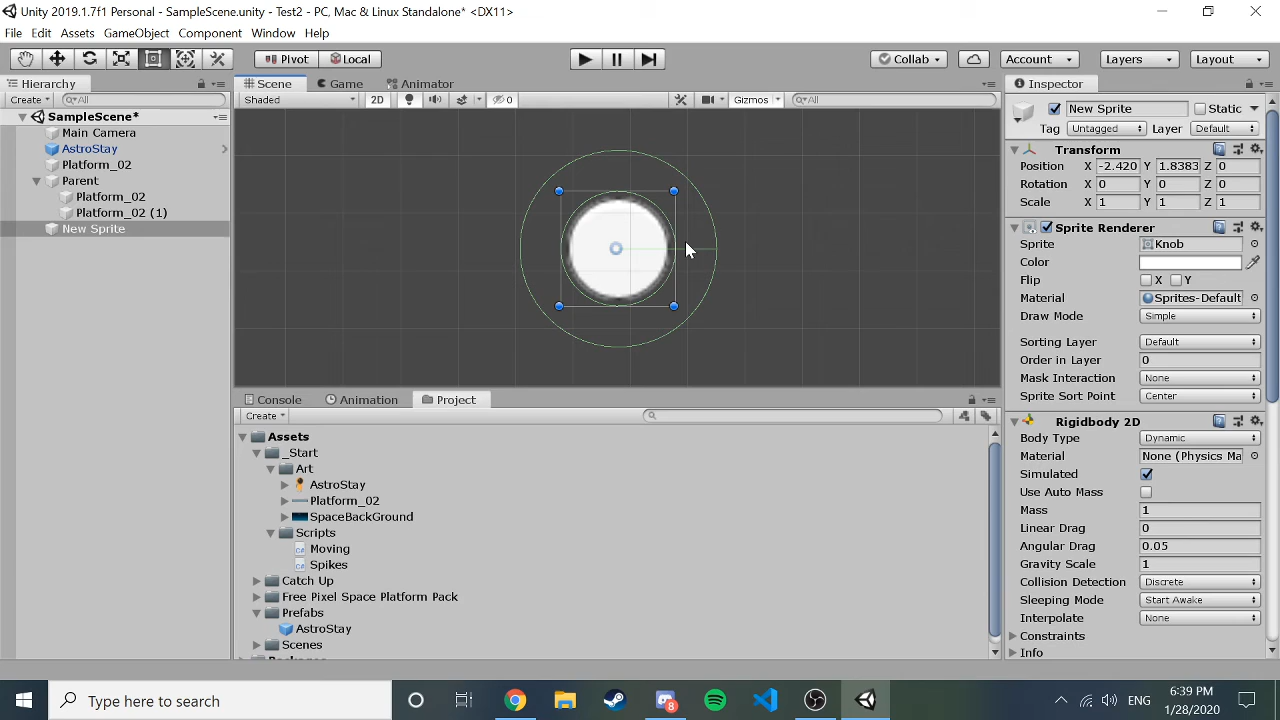 Unity 2019.1.7f1 Personal - SampleScene.unity - Test2 - PC, Mac & Linux Standalone* <DX11>
File Edit Assets GameObject Component Window Help
Pivot Local Collab Account Layers Layout
Hierarchy Scene Game Animator Inspector
Create All Shaded 2D 0 Gizmos All
New Sprite Static
SampleScene*
Tag Untagged Layer Default
Main Camera
AstroStay
Transform
Platform_02
Position X -2.420 Y 1.8383 Z 0
Parent
Rotation X 0 Y 0 Z 0
Platform_02
Scale X 1 Y 1 Z 1
Platform_02 (1)
New Sprite
Sprite Renderer
Sprite Knob
Color
Flip X Y
Material Sprites-Default
Draw Mode Simple
Sorting Layer Default
Order in Layer 0
Mask Interaction None
Sprite Sort Point Center
Console Animation Project
Create
Rigidbody 2D
Body Type Dynamic
Material None (Physics Ma
Simulated
Use Auto Mass
Mass 1
Linear Drag 0
Angular Drag 0.05
Gravity Scale 1
Collision Detection Discrete
Sleeping Mode Start Awake
Interpolate None
Constraints
Info
Assets
_Start
Art
AstroStay
Platform_02
SpaceBackGround
Scripts
Moving
Spikes
Catch Up
Free Pixel Space Platform Pack
Prefabs
AstroStay
Scenes
Type here to search
8
ENG
6:39 PM
1/28/2020